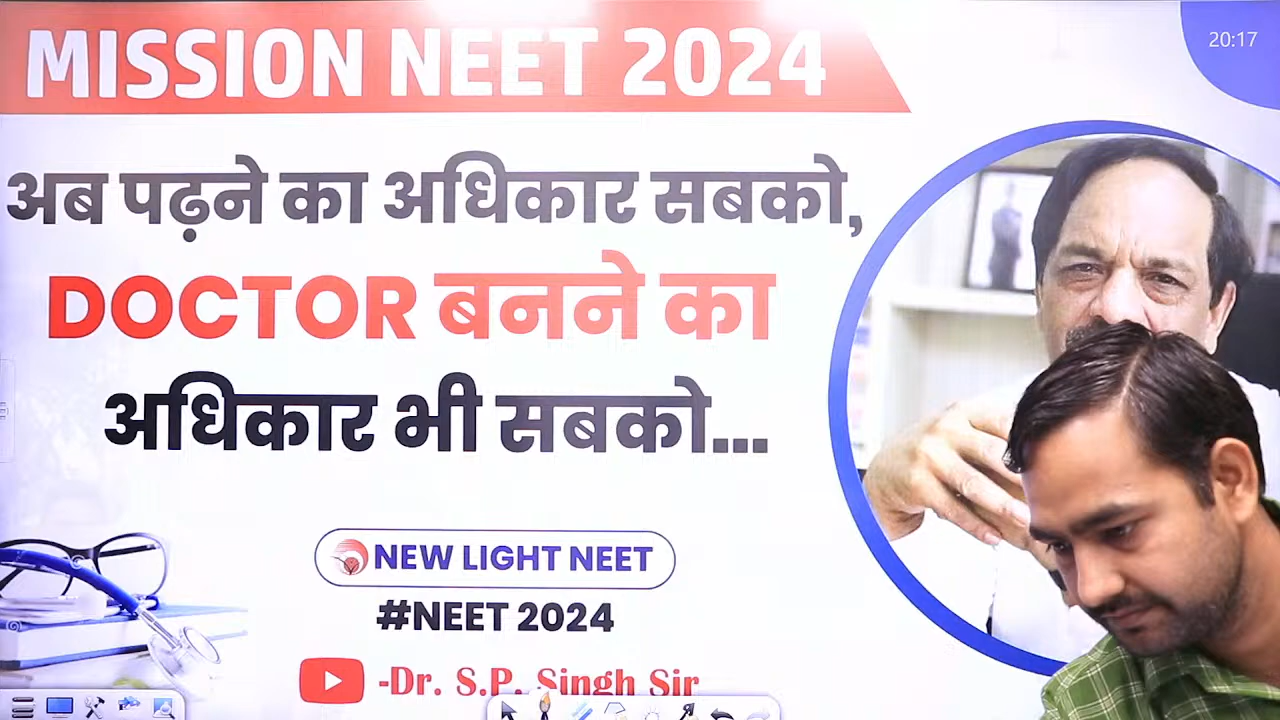 MISSION NEET 2024
20:17
अब पढ़ने का अधिकार सबको,
DOCTOR बनने का
अधिकार भी सबको...
NEW LIGHT NEET
#NEET 2024
-Dr. S.P. Singh Sir